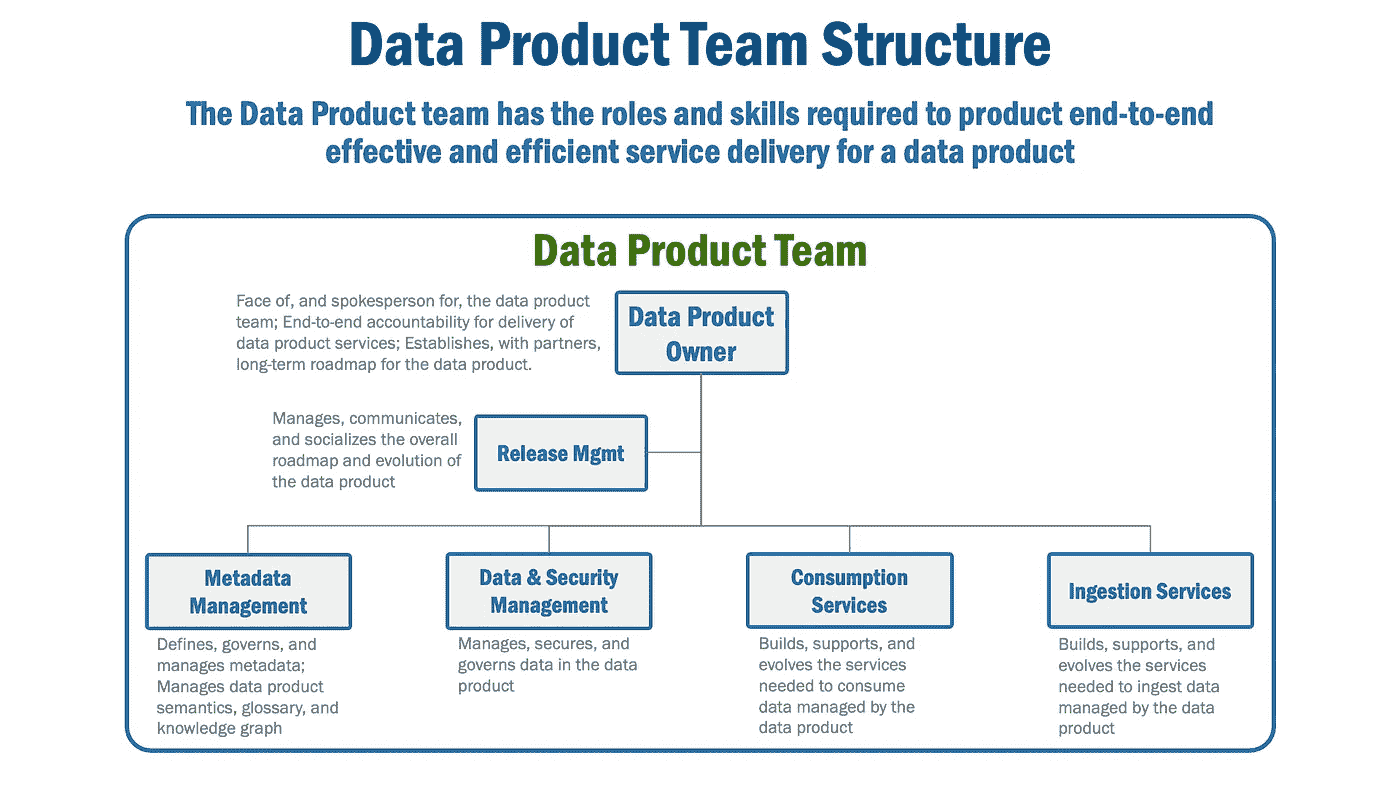 Data Product Team Structure
The Data Product team has the roles and skills required to product end-to-end
effective and efficient service delivery for a data product
Data Product Team
Face of, and spokesperson for, the data product
team; End-to-end accountability for delivery of
data product services; Establishes, with partners,
long-term roadmap for the data product.
Data Product
Owner
Manages, communicates,
and socializes the overall
roadmap and evolution of
the data product
Release Mgmt
Metadata
Management
Defines, governs, and
manages metadata;
Manages data product
semantics, glossary, and
knowledge graph
Data & Security
Management
Manages, secures, and
governs data in the data
product
Consumption
Services
Builds, supports, and
evolves the services
needed to consume
data managed by the
data product
Ingestion Services
Builds, supports, and
evolves the services
needed to ingest data
managed by the data
product